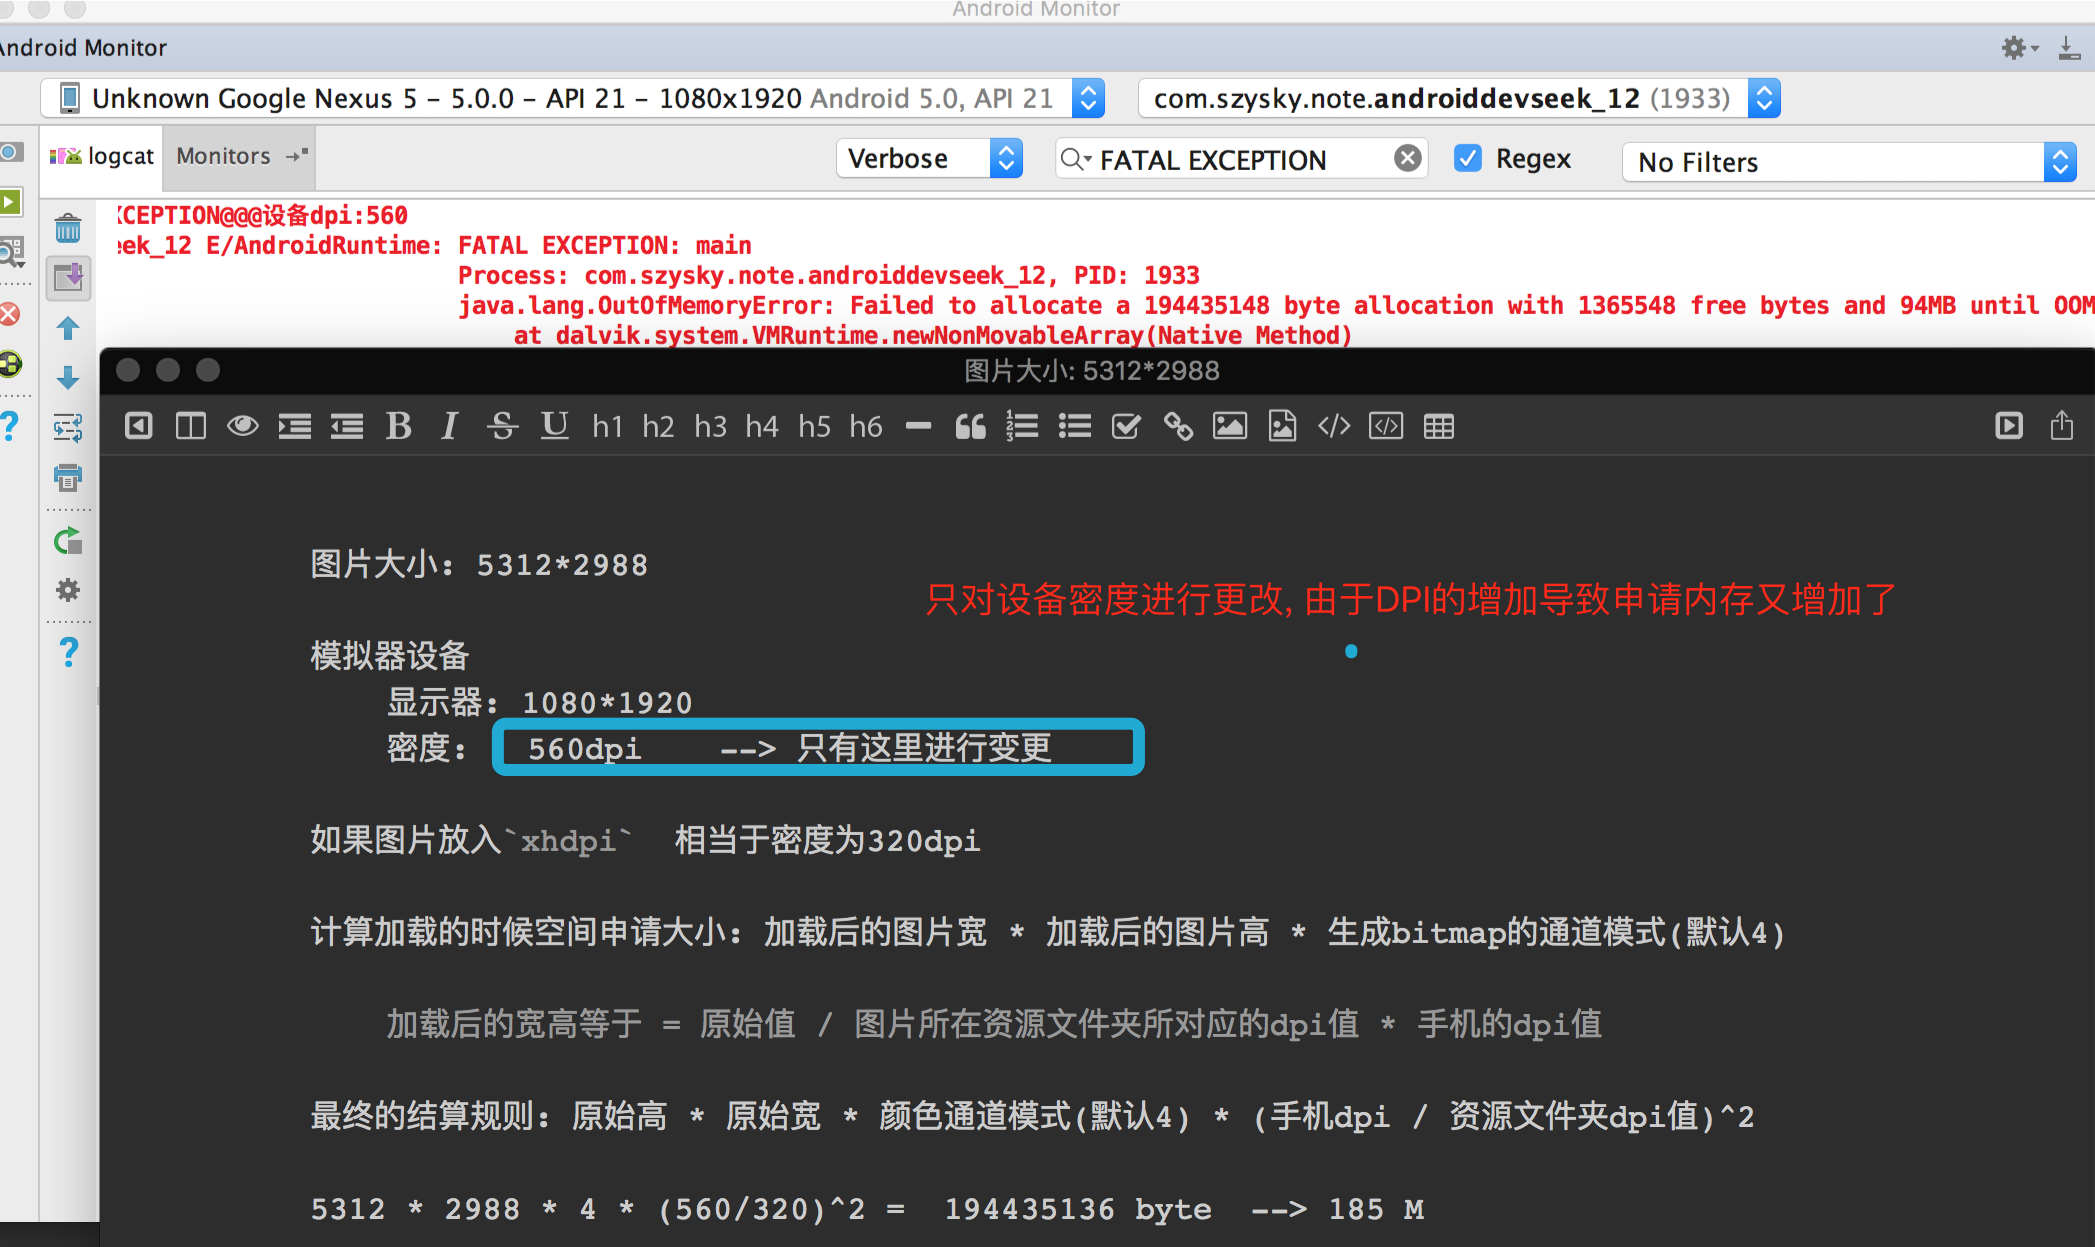 Android Monitor
Android Monitor
Unknown Google Nexus 5 – 5.0.0 – API 21 – 1080x1920 Android 5.0, API 21
com.szysky.note.androiddevseek_12 (1933)
logcat
Monitors
Verbose
FATAL EXCEPTION
Regex
No Filters
XCEPTION@@@设备dpi:560
eek_12 E/AndroidRuntime: FATAL EXCEPTION: main
Process: com.szysky.note.androiddevseek_12, PID: 1933
java.lang.OutOfMemoryError: Failed to allocate a 194435148 byte allocation with 1365548 free bytes and 94MB until OOM
at dalvik.system.VMRuntime.newNonMovableArray(Native Method)
图片大小: 5312*2988
B I S U h1 h2 h3 h4 h5 h6
图片大小: 5312*2988
只对设备密度进行更改, 由于DPI的增加导致申请内存又增加了
模拟器设备
显示器: 1080*1920
密度: 560dpi --> 只有这里进行变更
如果图片放入`xhdpi` 相当于密度为320dpi
计算加载的时候空间申请大小: 加载后的图片宽 * 加载后的图片高 * 生成bitmap的通道模式(默认4)
加载后的宽高等于 = 原始值 / 图片所在资源文件夹所对应的dpi值 * 手机的dpi值
最终的结算规则: 原始高 * 原始宽 * 颜色通道模式(默认4) * (手机dpi / 资源文件夹dpi值)^2
5312 * 2988 * 4 * (560/320)^2 = 194435136 byte --> 185 M